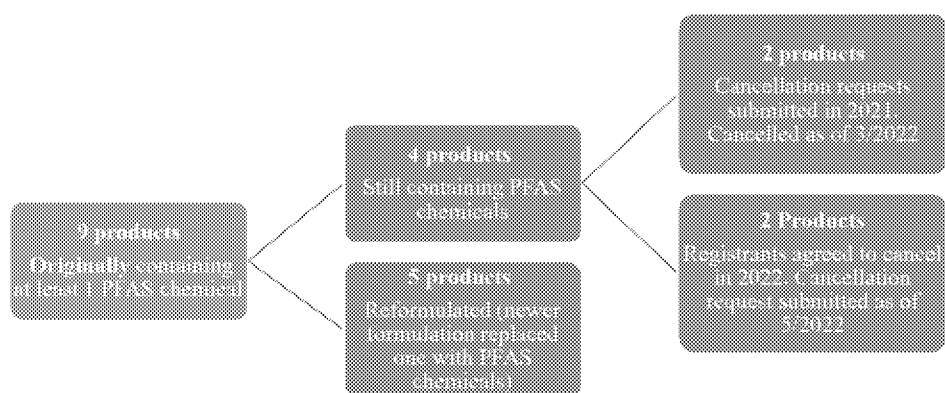 9 products
Originally containing
at least 1 PFAS chemical
4 products
Still containing PFAS
chemicals
5 products
Reformulated (newer
formulation replaced
one with PFAS
chemicals)
2 products
Cancellation requests
submitted in 2021.
Cancelled as of 3/2022
2 Products
Registrants agreed to cancel
in 2022. Cancellation
request submitted as of
5/2022